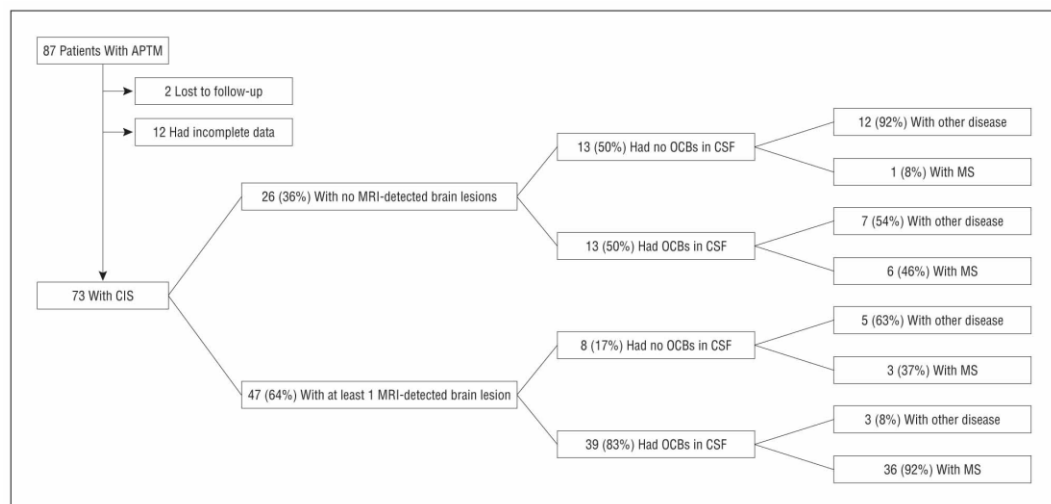 87 Patients With APTM
2 Lost to follow-up
12 Had incomplete data
73 With CIS
26 (36%) With no MRI-detected brain lesions
47 (64%) With at least 1 MRI-detected brain lesion
13 (50%) Had no OCBs in CSF
13 (50%) Had OCBs in CSF
8 (17%) Had no OCBs in CSF
39 (83%) Had OCBs in CSF
12 (92%) With other disease
1 (8%) With MS
7 (54%) With other disease
6 (46%) With MS
5 (63%) With other disease
3 (37%) With MS
3 (8%) With other disease
36 (92%) With MS